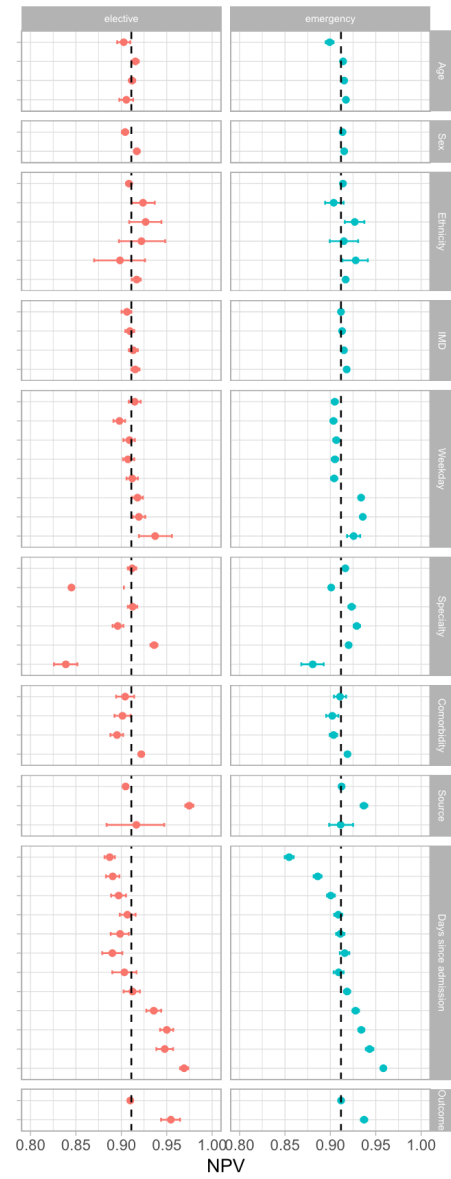 elective emergency
Age
Sex
Ethnicity
IMD
Weekday
Specialty
Comorbidity
Source
Days since admission
Outcome
0.80 0.85 0.90 0.95 1.00 0.80 0.85 0.90 0.95 1.00
NPV